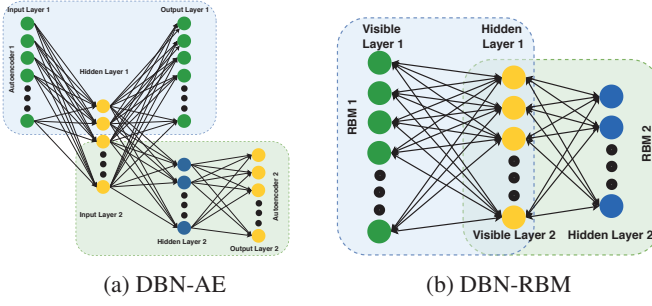 Input Layer 1
Output Layer 1
Autoencoder 1
Hidden Layer 1
Input Layer 2
Hidden Layer 2
Output Layer 2
Autoencoder 2
(a) DBN-AE
Visible
Layer 1
Hidden
Layer 1
RBM 1
RBM 2
Visible Layer 2
Hidden Layer 2
(b) DBN-RBM